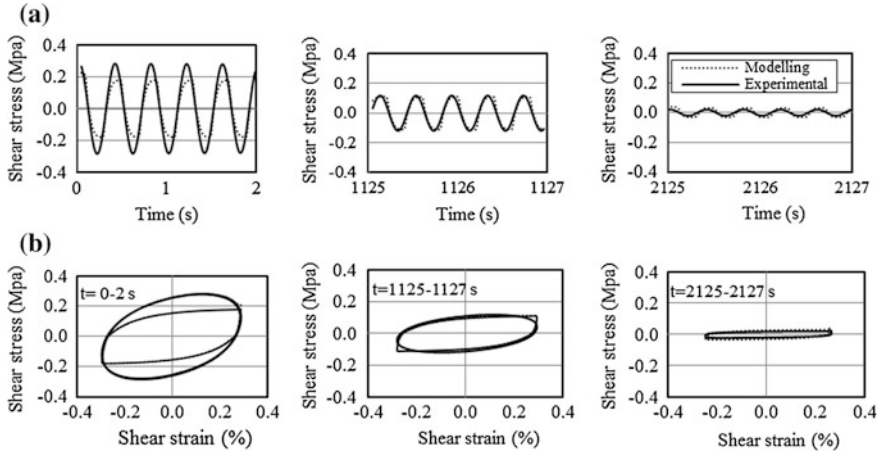 (a)
Shear stress (Mpa)
0.4
0.2
0.0
-0.2
-0.4
0 1 2
Time (s)
Shear stress (Mpa)
0.4
0.2
0.0
-0.2
-0.4
1125 1126 1127
Time (s)
Shear stress (Mpa)
0.4
0.2
0.0
-0.2
-0.4
Modelling
Experimental
2125 2126 2127
Time (s)
(b)
Shear stress (Mpa)
0.4
0.2
0.0
-0.2
-0.4
t= 0-2 s
-0.4 -0.2 0.0 0.2 0.4
Shear strain (%)
Shear stress (Mpa)
0.4
0.2
0.0
-0.2
-0.4
t=1125-1127 s
-0.4 -0.2 0.0 0.2 0.4
Shear strain (%)
Shear stress (Mpa)
0.4
0.2
0.0
-0.2
-0.4
t=2125-2127 s
-0.4 -0.2 0.0 0.2 0.4
Shear strain (%)